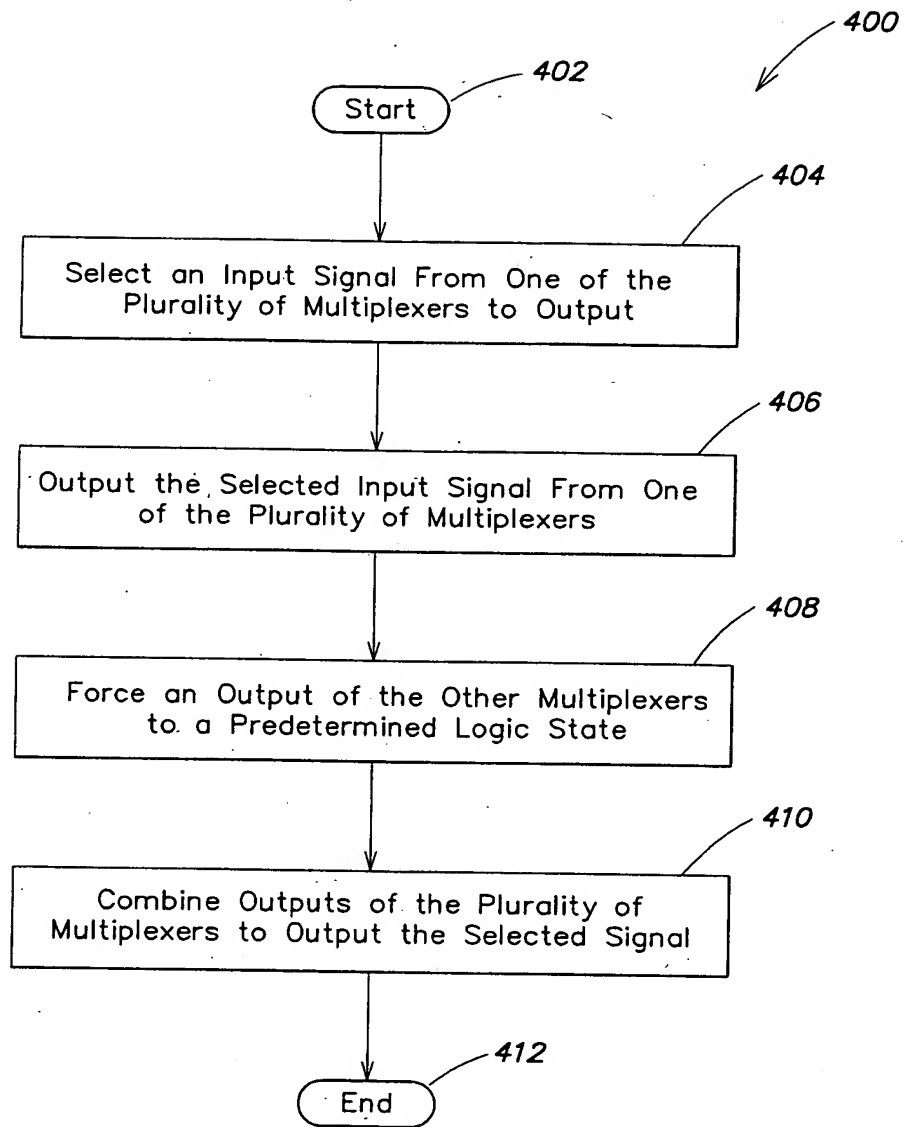 400
402
Start
404
Select an Input Signal From One of the
Plurality of Multiplexers to Output
406
Output the Selected Input Signal From One
of the Plurality of Multiplexers
408
Force an Output of the Other Multiplexers
to a Predetermined Logic State
410
Combine Outputs of the Plurality of
Multiplexers to Output the Selected Signal
412
End